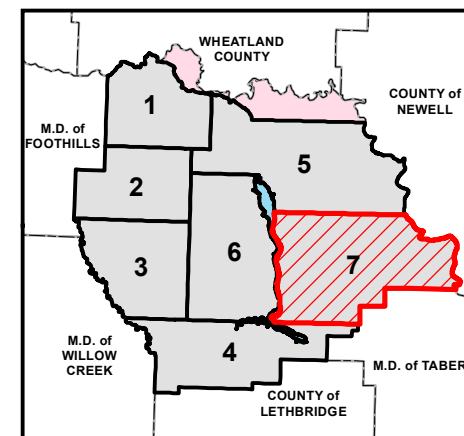 WHEATLAND
COUNTY
COUNTY of
NEWELL
1
M.D. of
FOOTHILLS
5
2
6
7
3
M.D. of
WILLOW
CREEK
4
M.D. of TABER
COUNTY of
LETHBRIDGE